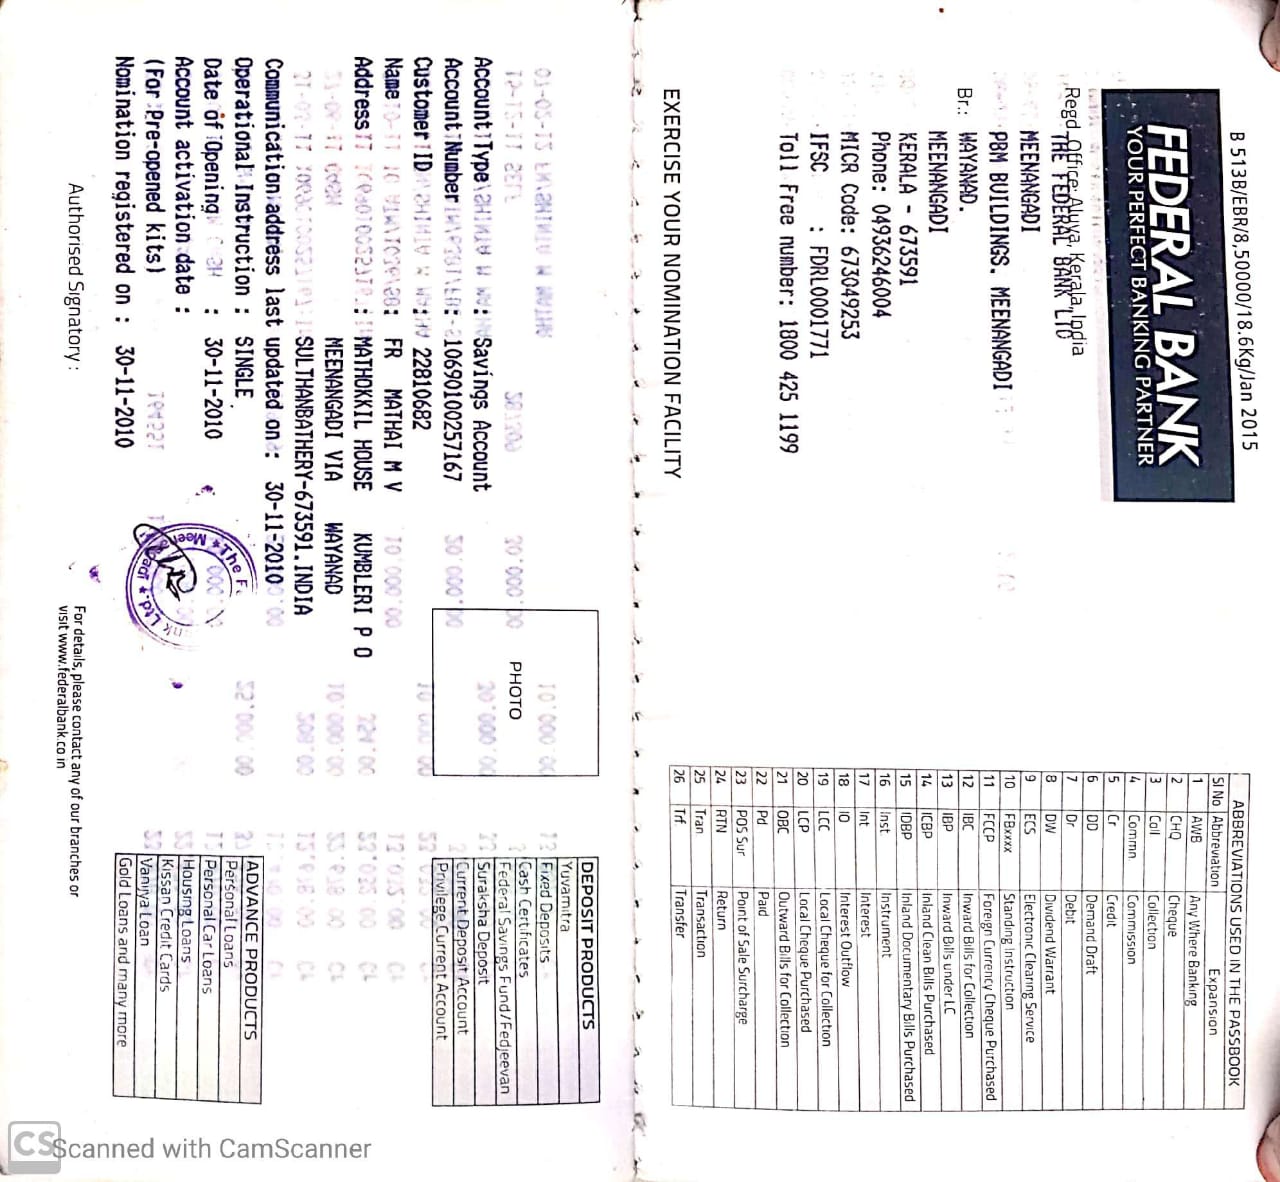 B 513B/EBR/8,50000/18.6Kg/Jan 2015
FEDERAL BANK
YOUR PERFECT BANKING PARTNER
Regd. Office: Aluva, Kerala, India
THE FEDERAL BANK LTD
MEENANGADI
PBM BUILDINGS. MEENANGADI
Br.: WAYANAD.
MEENANGADI
KERALA - 673591
Phone: 04936246004
MICR Code: 673049253
IFSC : FDRL0001771
Toll Free number: 1800 425 1199
EXERCISE YOUR NOMINATION FACILITY
ABBREVIATIONS USED IN THE PASSBOOK
Sl No Abbreviation Expansion
1 AWB Any Where Banking
2 CHQ Cheque
3 Coll Collection
4 Commn. Commission
5 Cr Credit
6 DD Demand Draft
7 Dr Debit
8 DW Dividend Warrant
9 ECS Electronic Clearing Service
10 FBxxxx Standing Instruction
11 FCCP Foreign Currency Cheque Purchased
12 IBC Inward Bills for Collection
13 IBP Inward Bills under LC
14 ICBP Inland Clean Bills Purchased
15 IDBP Inland Documentary Bills Purchased
16 Inst. Instrument
17 Int Interest
18 IO Interest Outflow
19 LCC Local Cheque for Collection
20 LCP Local Cheque Purchased
21 OBC Outward Bills for Collection
22 Pd Paid
23 POS Sur Point of Sale Surcharge
24 RTN Return
25 Tran Transaction
26 Trf. Transfer
Account Type : Savings Account
Account Number : 10690100257167
Customer ID : 22810682
Name : FR MATHAI M V
Address : MATHOKKIL HOUSE KUMBLERI P O
MEENANGADI VIA WAYANAD
SULTHANBATHERY-673591.INDIA
Communication address last updated on : 30-11-2010
Operational Instruction : SINGLE
Date of Opening : 30-11-2010
Account activation date :
(For Pre-opened kits)
Nomination registered on : 30-11-2010
Authorised Signatory :
PHOTO
DEPOSIT PRODUCTS
Yuvamitra
Fixed Deposits
Cash Certificates
Federal Savings Fund/Fedjeevan
Suraksha Deposit
Current Deposit Account
Privilege Current Account
ADVANCE PRODUCTS
Personal Loans
Personal Car Loans
Housing Loans
Kissan Credit Cards
Vanijya Loan
Gold Loans and many more
For details, please contact any of our branches or
visit www.federalbank.co.in
CS Scanned with CamScanner